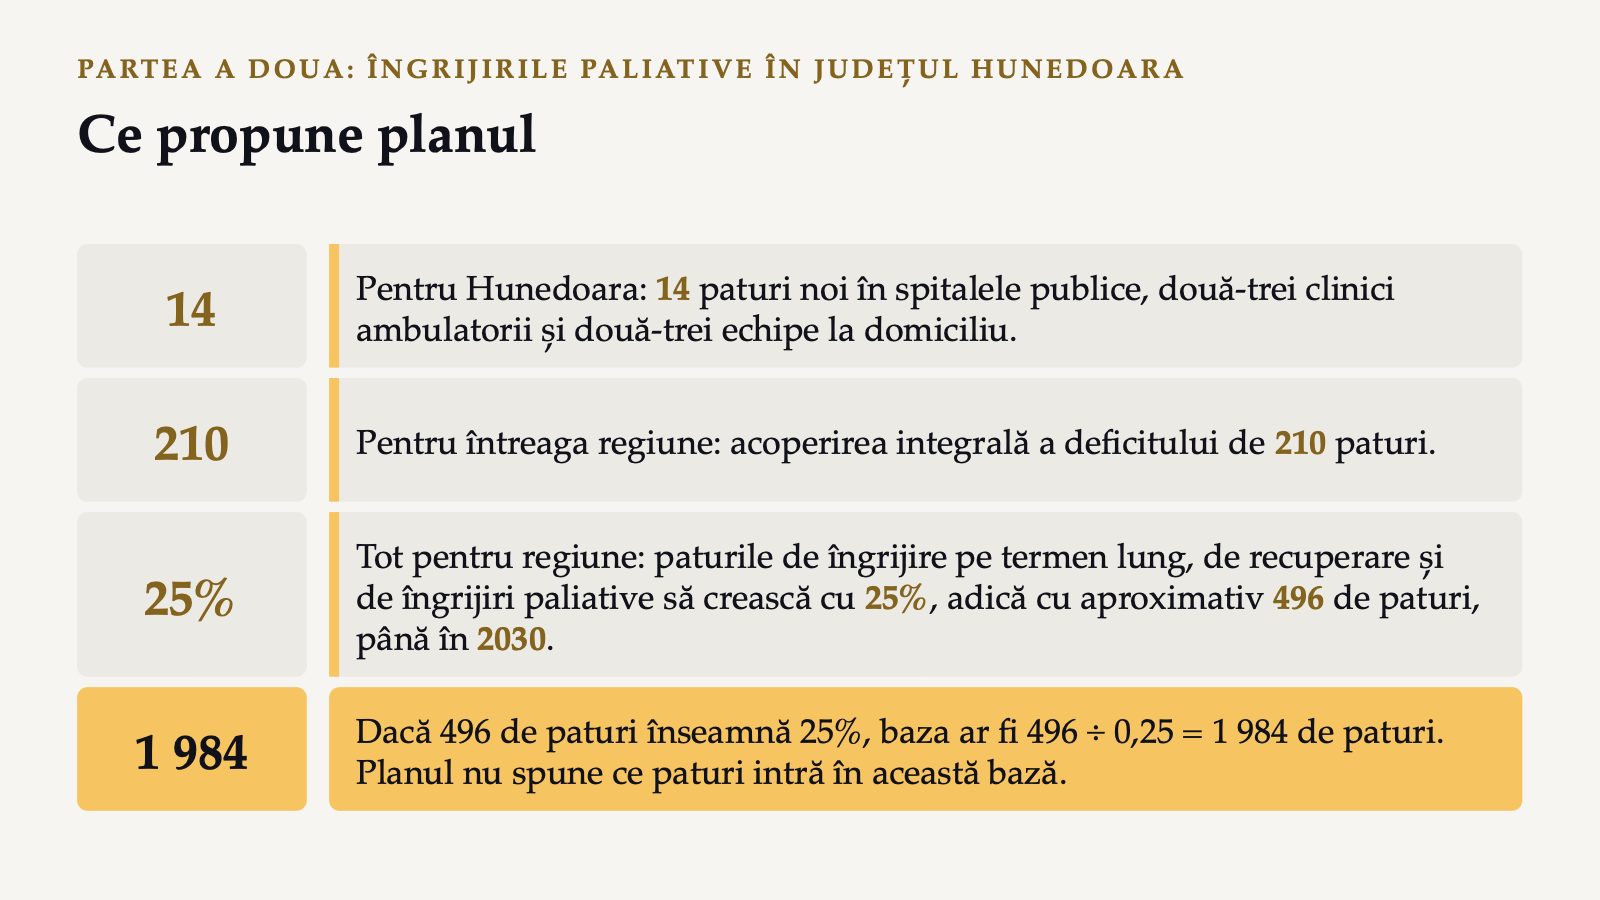 PARTEA A DOUA: ÎNGRIJIRILE PALIATIVE ÎN JUDEȚUL HUNEDOARA
Ce propune planul
14
Pentru Hunedoara: 14 paturi noi în spitalele publice, două-trei clinici
ambulatorii și două-trei echipe la domiciliu.
210
Pentru întreaga regiune: acoperirea integrală a deficitului de 210 paturi.
25%
Tot pentru regiune: paturile de îngrijire pe termen lung, de recuperare și
de îngrijiri paliative să crească cu 25%, adică cu aproximativ 496 de paturi,
până în 2030.
1 984
Dacă 496 de paturi înseamnă 25%, baza ar fi 496 ÷ 0,25 = 1 984 de paturi.
Planul nu spune ce paturi intră în această bază.